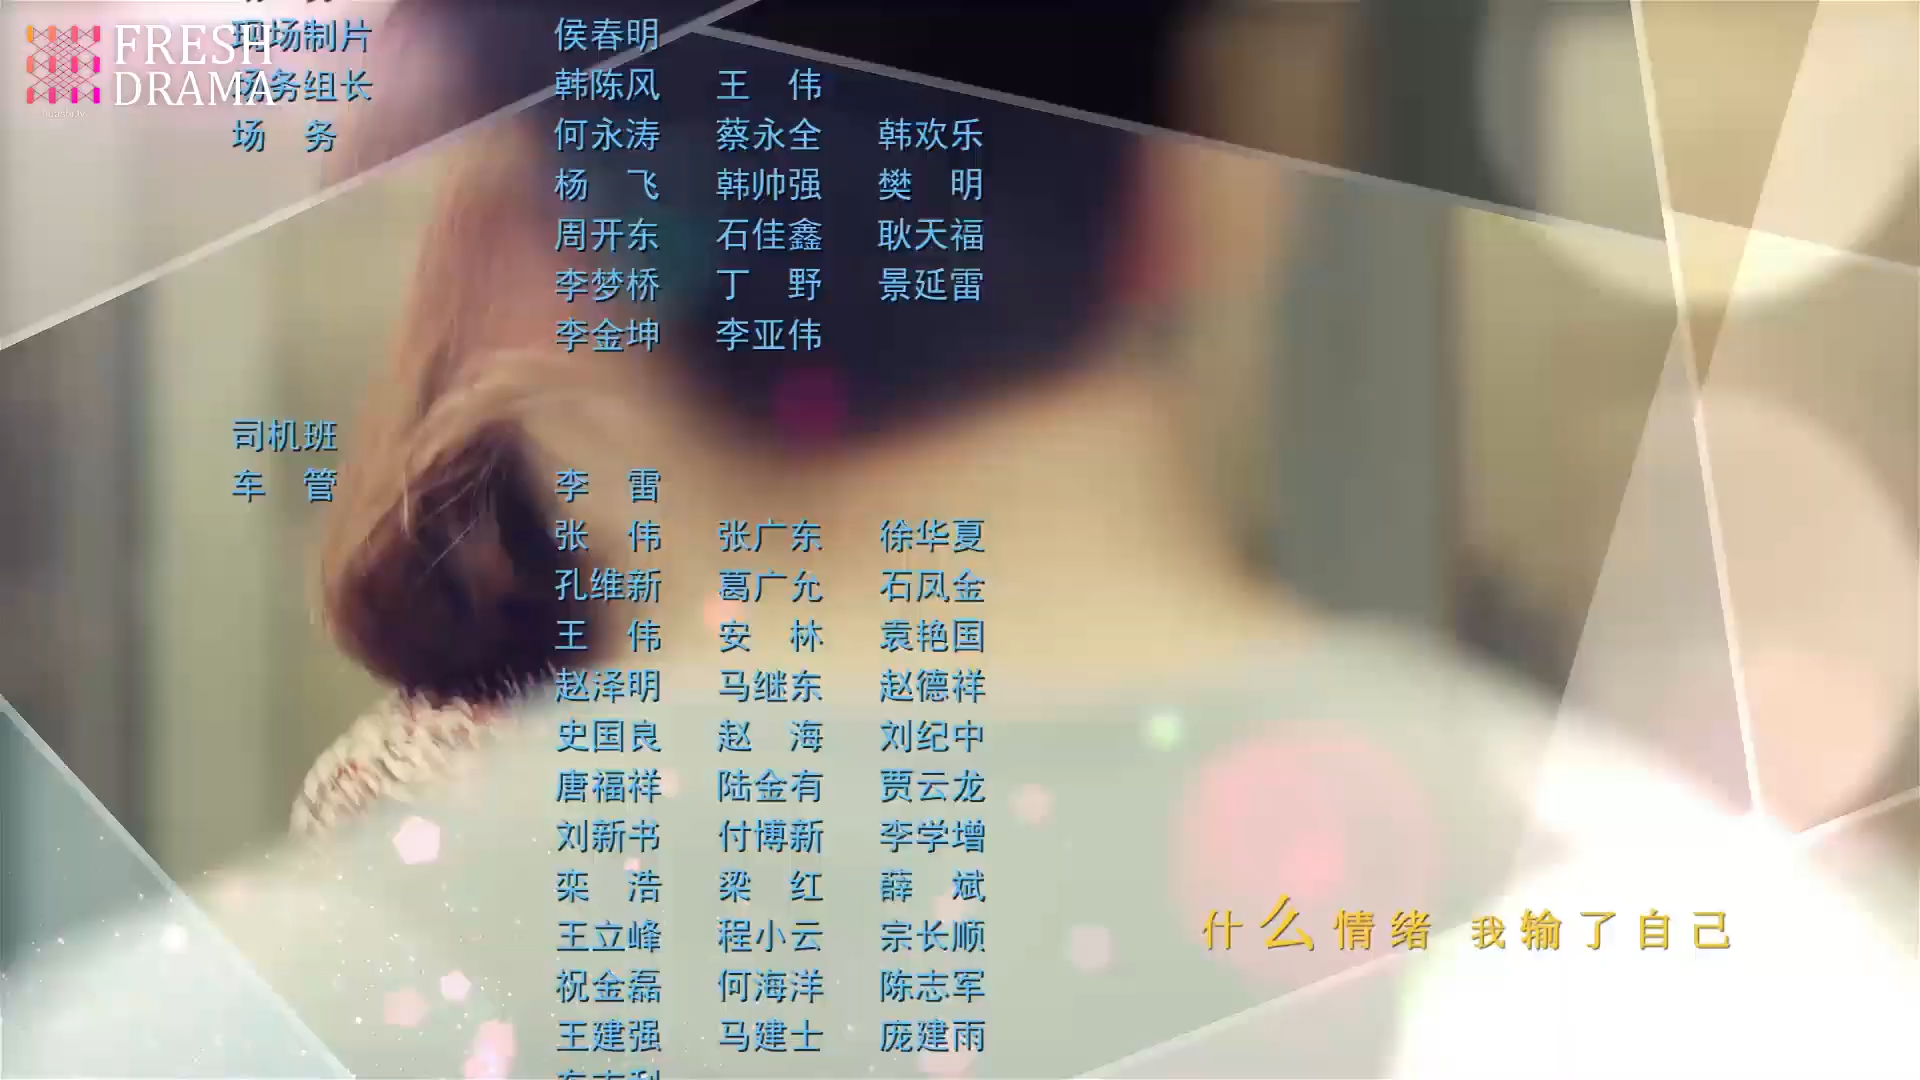 FRESH
DRAMA
现场制片 侯春明
场务组长 韩陈风 王 伟
场 务 何永涛 蔡永全 韩欢乐
杨 飞 韩帅强 樊 明
周开东 石佳鑫 耿天福
李梦桥 丁 野 景延雷
李金坤 李亚伟
司机班
车 管 李 雷
张 伟 张广东 徐华夏
孔维新 葛广允 石凤金
王 伟 安 林 袁艳国
赵泽明 马继东 赵德祥
史国良 赵 海 刘纪中
唐福祥 陆金有 贾云龙
刘新书 付博新 李学增
栾 浩 梁 红 薛 斌
王立峰 程小云 宗长顺
祝金磊 何海洋 陈志军
王建强 马建士 庞建雨
什么情绪 我输了自己